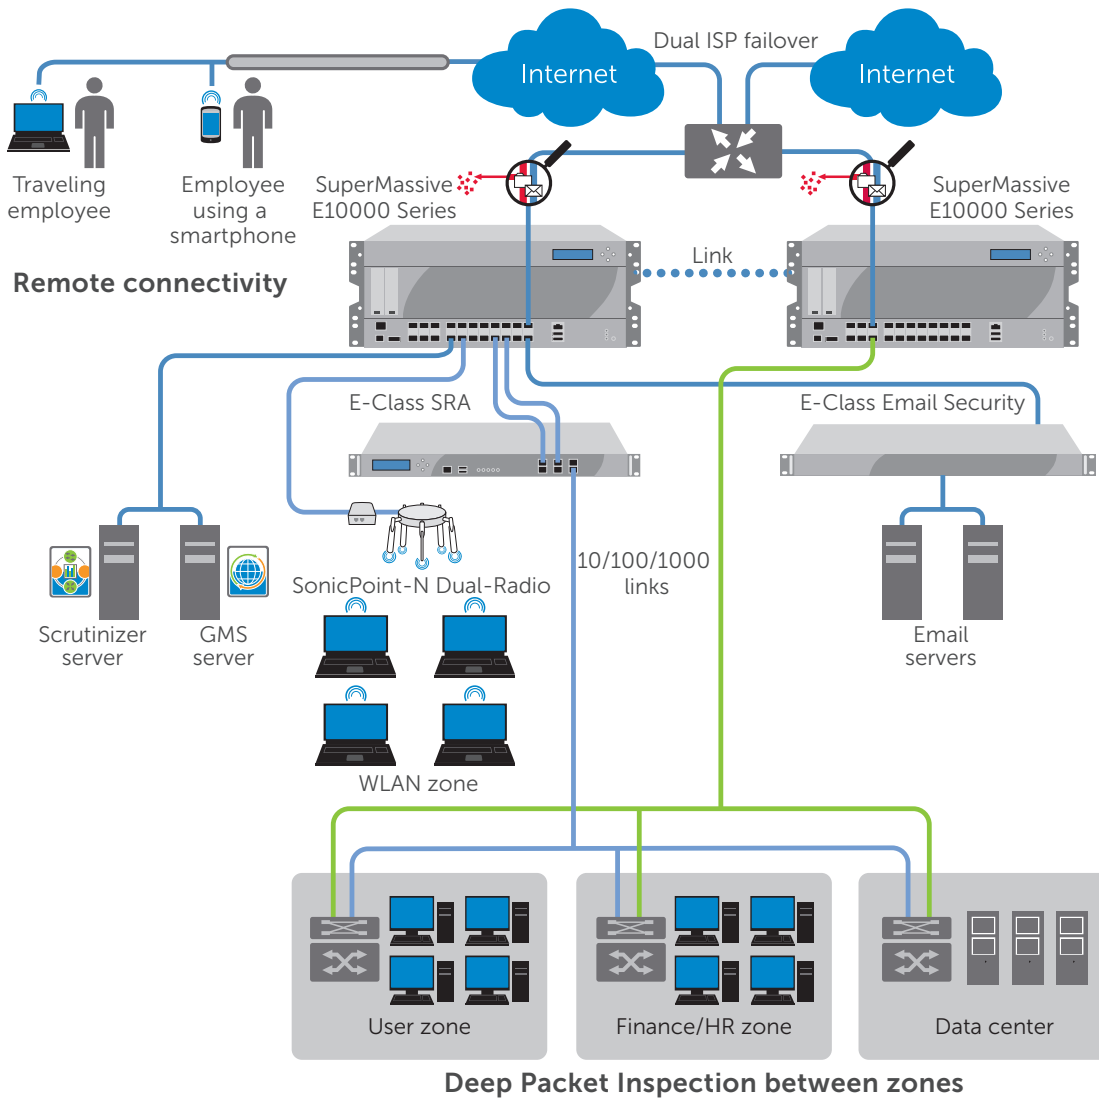 Dual ISP failover
Internet
Internet
Traveling
employee
Employee
using a
smartphone
SuperMassive
E10000 Series
SuperMassive
E10000 Series
Remote connectivity
Link
E-Class SRA
E-Class Email Security
10/100/1000
links
SonicPoint-N Dual-Radio
Scrutinizer
server
GMS
server
Email
servers
WLAN zone
User zone
Finance/HR zone
Data center
Deep Packet Inspection between zones